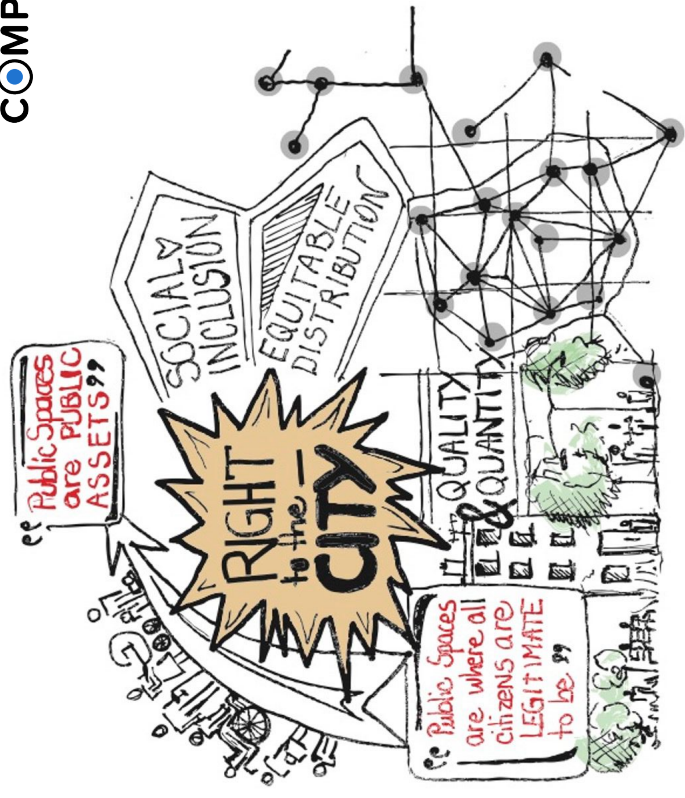 COMP
“Public Spaces
are PUBLIC
ASSETS”
SOCIAL
INCLUSION
EQUITABLE
DISTRIBUTION
RIGHT
to the
CITY
QUALITY
& QUANTITY
“Public Spaces
are where all
citizens are
LEGITIMATE
to be”